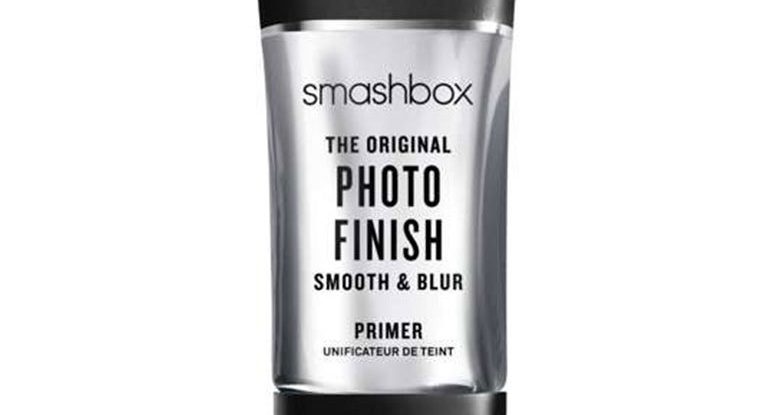 smashbox
THE ORIGINAL
PHOTO
FINISH
SMOOTH & BLUR
PRIMER
UNIFICATEUR DE TEINT